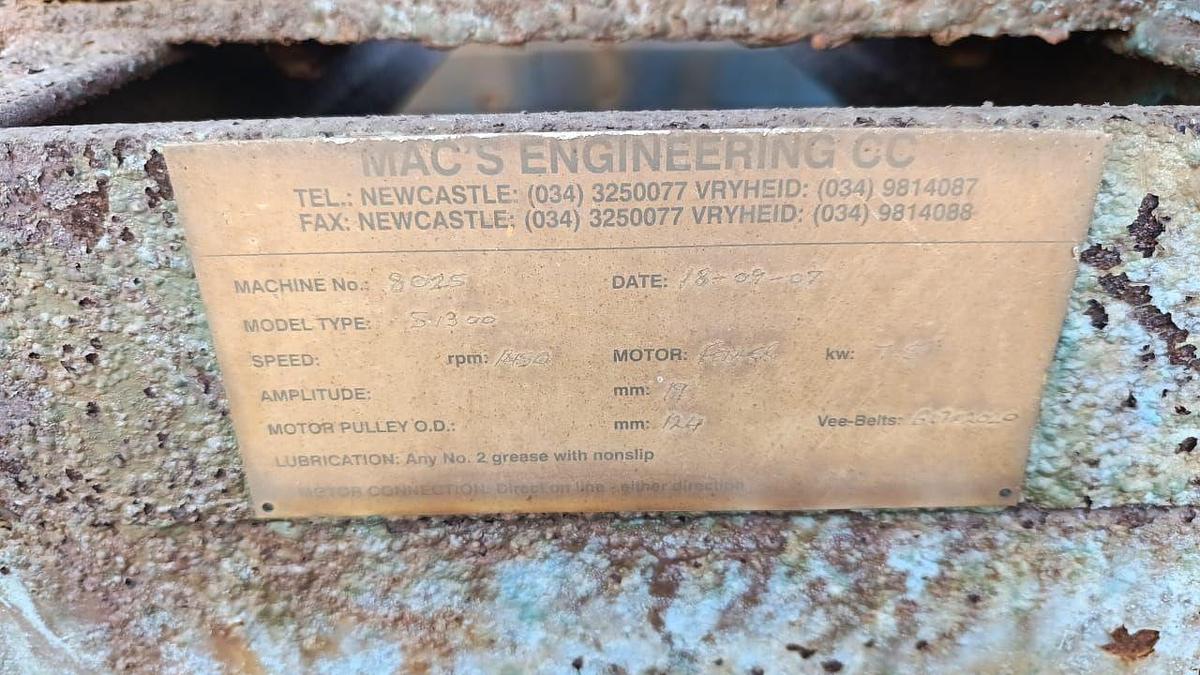 MAC'S ENGINEERING CC
TEL.: NEWCASTLE: (034) 3250077 VRYHEID: (034) 9814087
FAX: NEWCASTLE: (034) 3250077 VRYHEID: (034) 9814088
MACHINE No.: 8025 DATE: 18-09-07
MODEL TYPE: S1300
SPEED: rpm: 1450 MOTOR: kw:
AMPLITUDE: mm: 19
MOTOR PULLEY O.D.: mm: 124 Vee-Belts:
LUBRICATION: Any No. 2 grease with nonslip
MOTOR CONNECTION: Direct on line - either direction